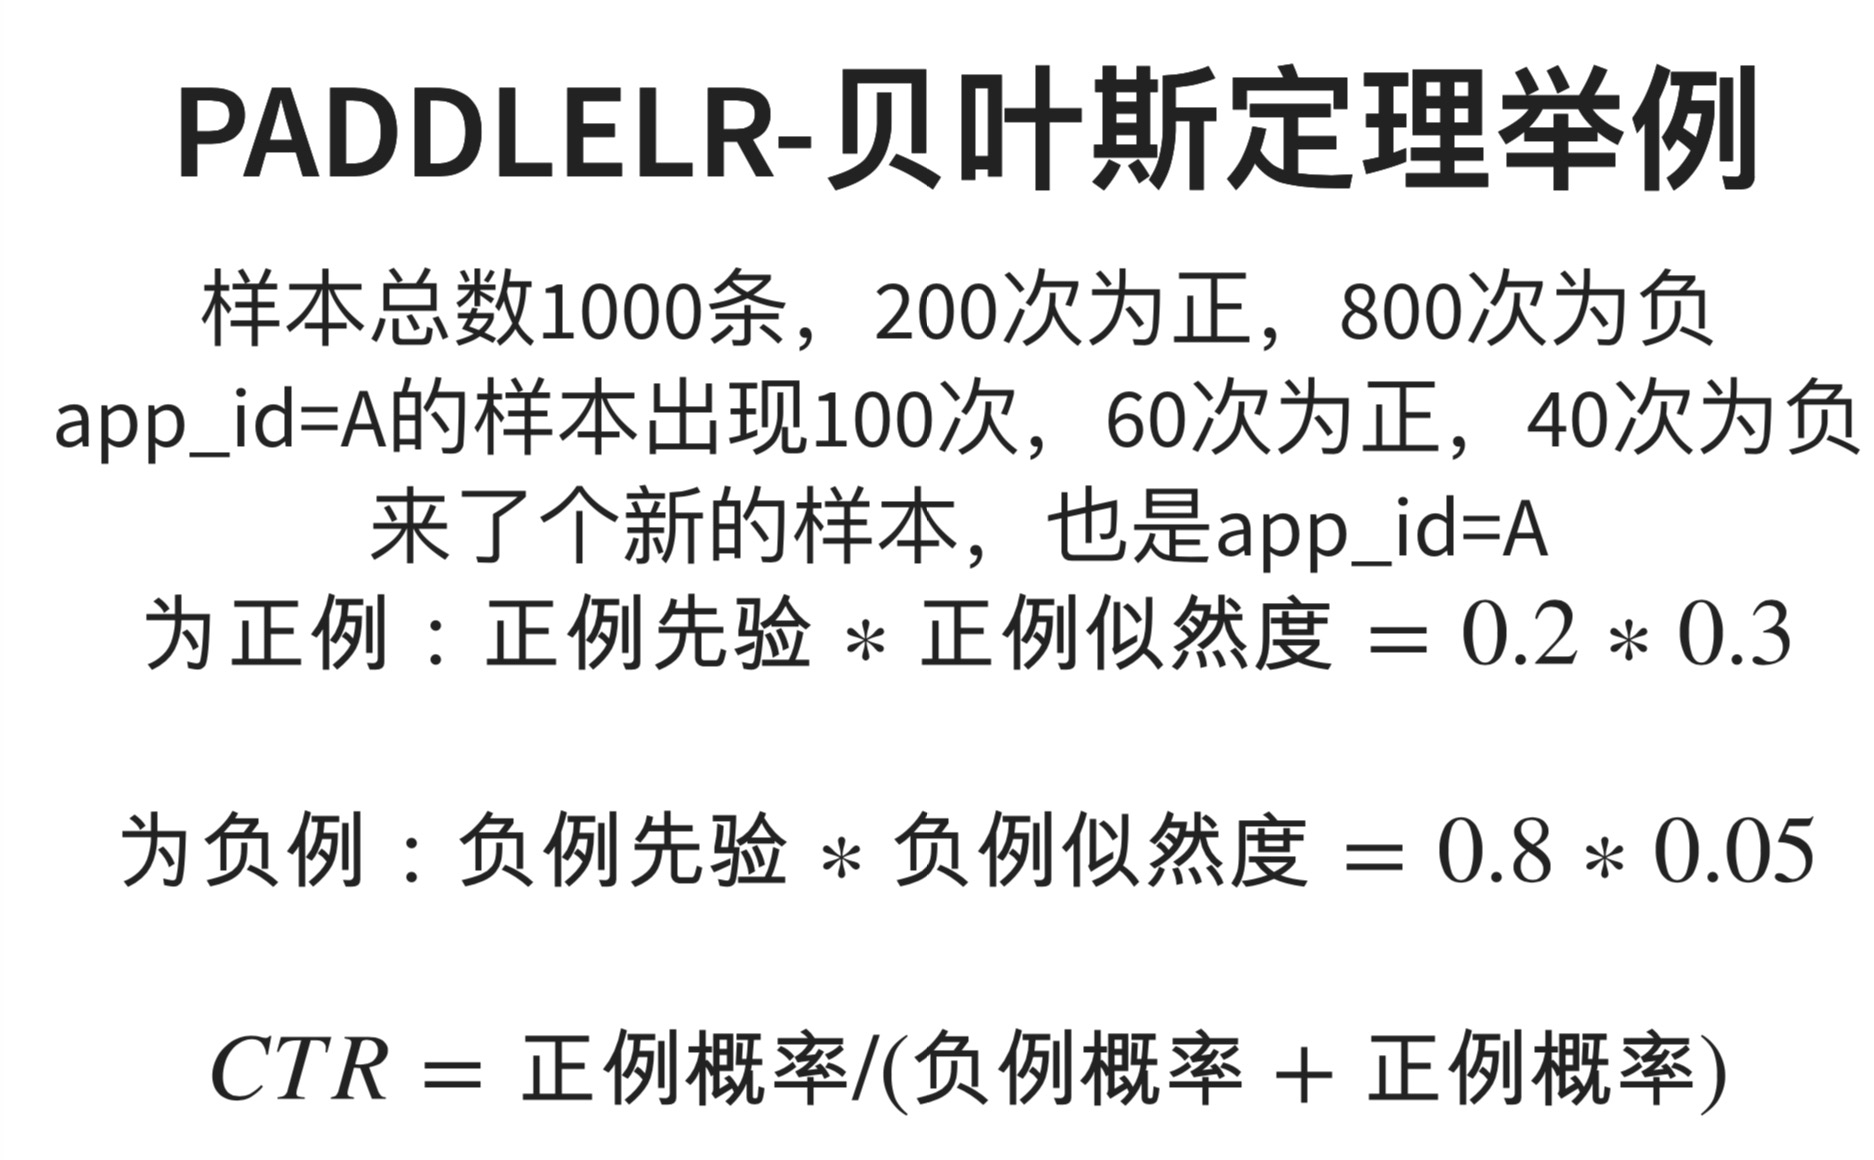 PADDLELR-贝叶斯定理举例
样本总数1000条，200次为正，800次为负
app_id=A的样本出现100次，60次为正，40次为负
来了个新的样本，也是app_id=A
为正例：正例先验 * 正例似然度 = 0.2 * 0.3
为负例：负例先验 * 负例似然度 = 0.8 * 0.05
CTR = 正例概率/(负例概率 + 正例概率)